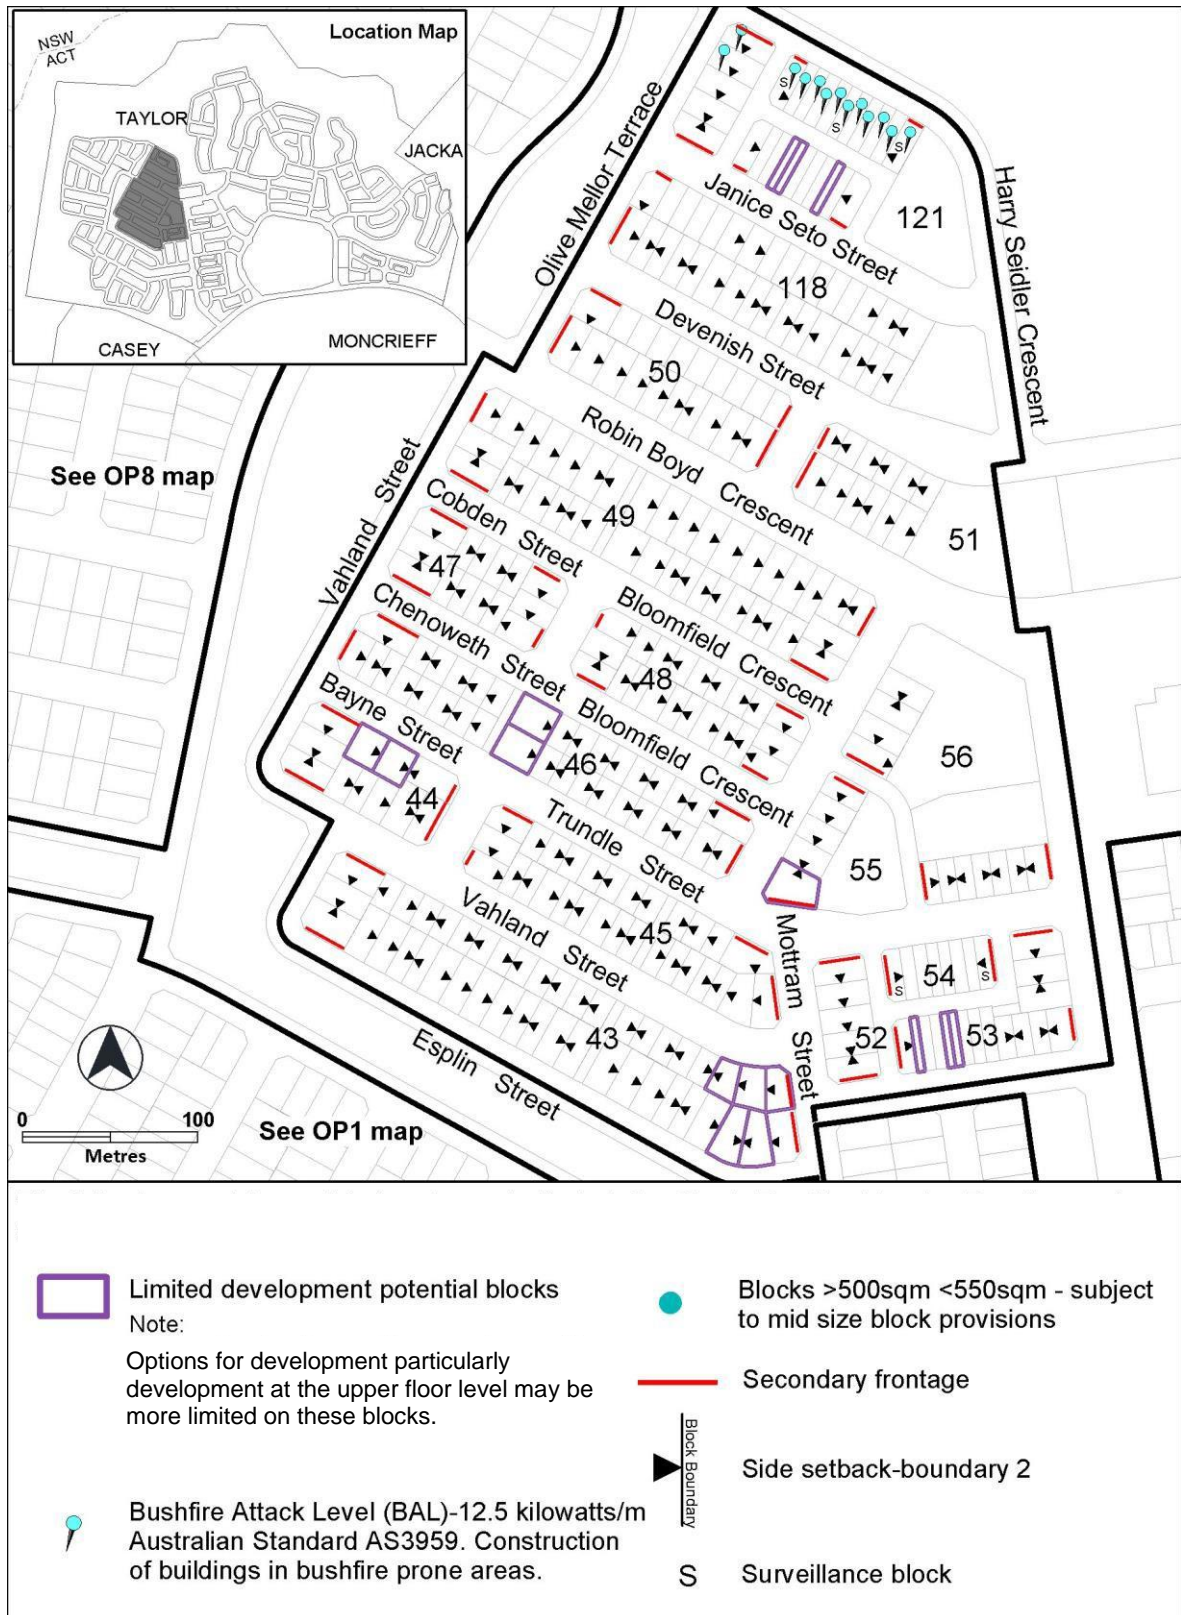 Location Map
NSW
ACT
TAYLOR
JACKA
CASEY
MONCRIEFF
Olive Mellor Terrace
Harry Seidler Crescent
S
S
S
121
Janice Seto Street
118
Devenish Street
50
Robin Boyd Crescent
51
See OP8 map
Vahland Street
49
Cobden Street
47
Bloomfield Crescent
Chenoweth Street
48
Bayne Street
Bloomfield Crescent
46
56
44
Trundle Street
55
Vahland Street
45
Mottram Street
54
S
S
52
53
43
Esplin Street
0 100
Metres
See OP1 map
Limited development potential blocks
Note:
Options for development particularly
development at the upper floor level may be
more limited on these blocks.
Bushfire Attack Level (BAL)-12.5 kilowatts/m
Australian Standard AS3959. Construction
of buildings in bushfire prone areas.
Blocks >500sqm <550sqm - subject
to mid size block provisions
Secondary frontage
Block Boundary
Side setback-boundary 2
S Surveillance block